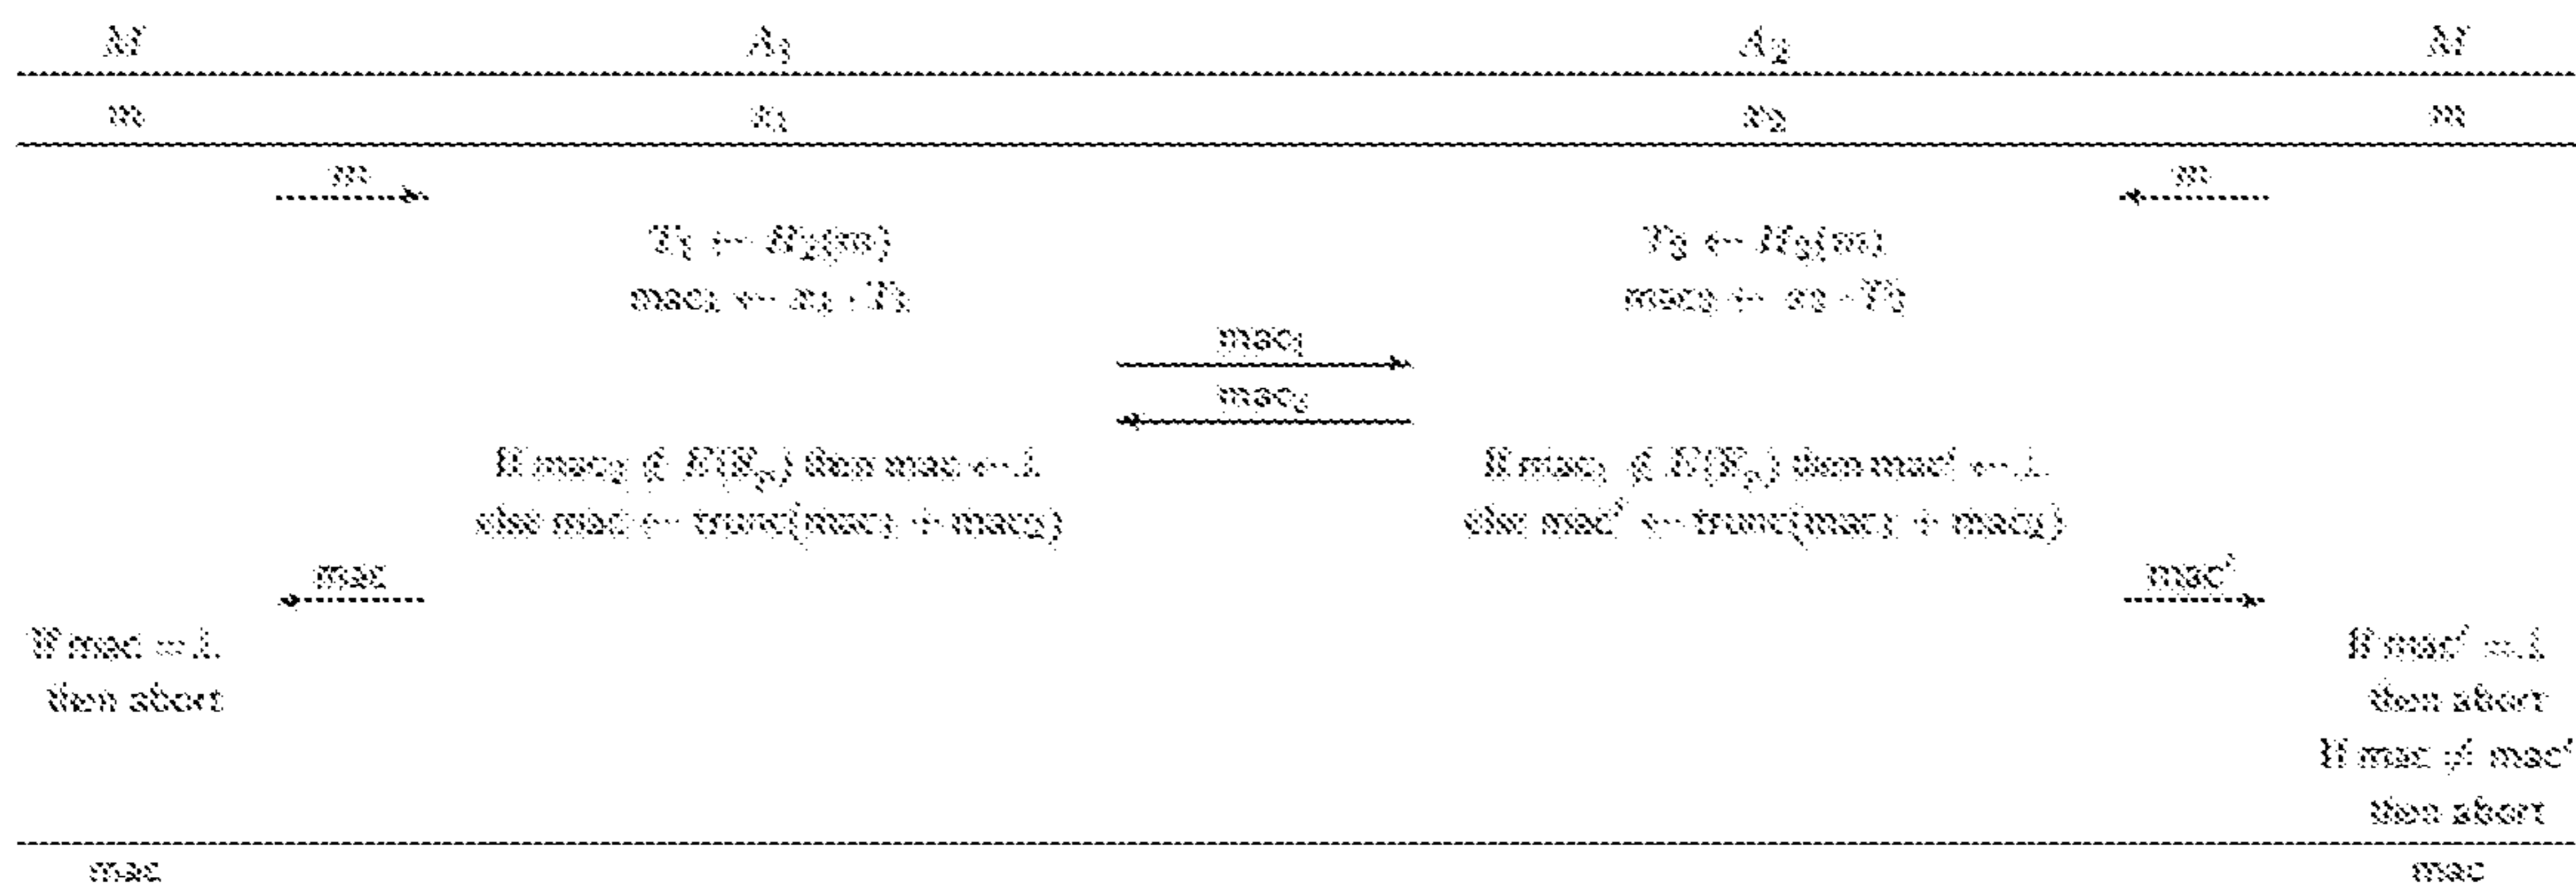 M A₁ A₂ M
m x₁ x₂ m
m m
T₁ ← H₂(m) T₂ ← H₂(m)
mac₁ ← x₁ · T₁ mac₂ ← x₂ · T₂
mac₁
mac₂
If mac₂ ∉ E(𝔽ₚ) then mac ← ⊥ If mac₁ ∉ E(𝔽ₚ) then mac′ ← ⊥
else mac ← trunc(mac₁ + mac₂) else mac′ ← trunc(mac₁ + mac₂)
mac mac′
If mac = ⊥ If mac′ = ⊥
then abort then abort
If mac ≠ mac′
then abort
mac mac